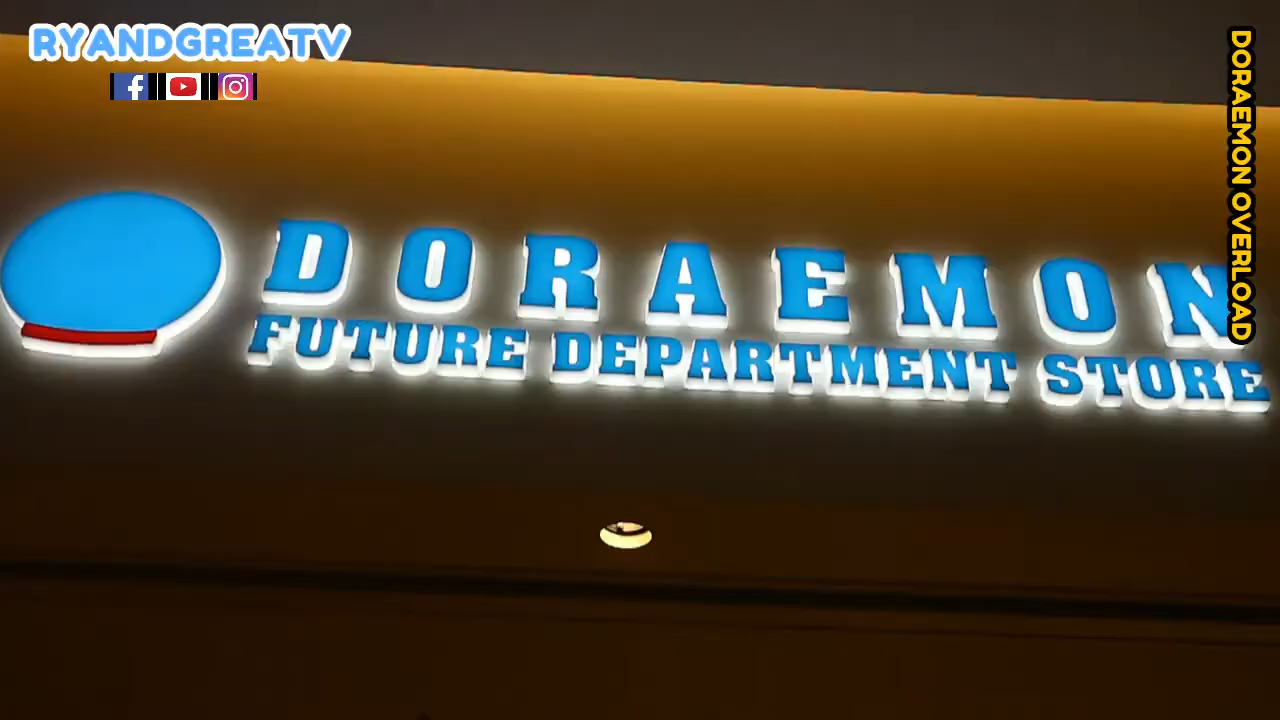 RYANDGREATV
DORAEMON OVERLOAD
DORAEMON
FUTURE DEPARTMENT STORE